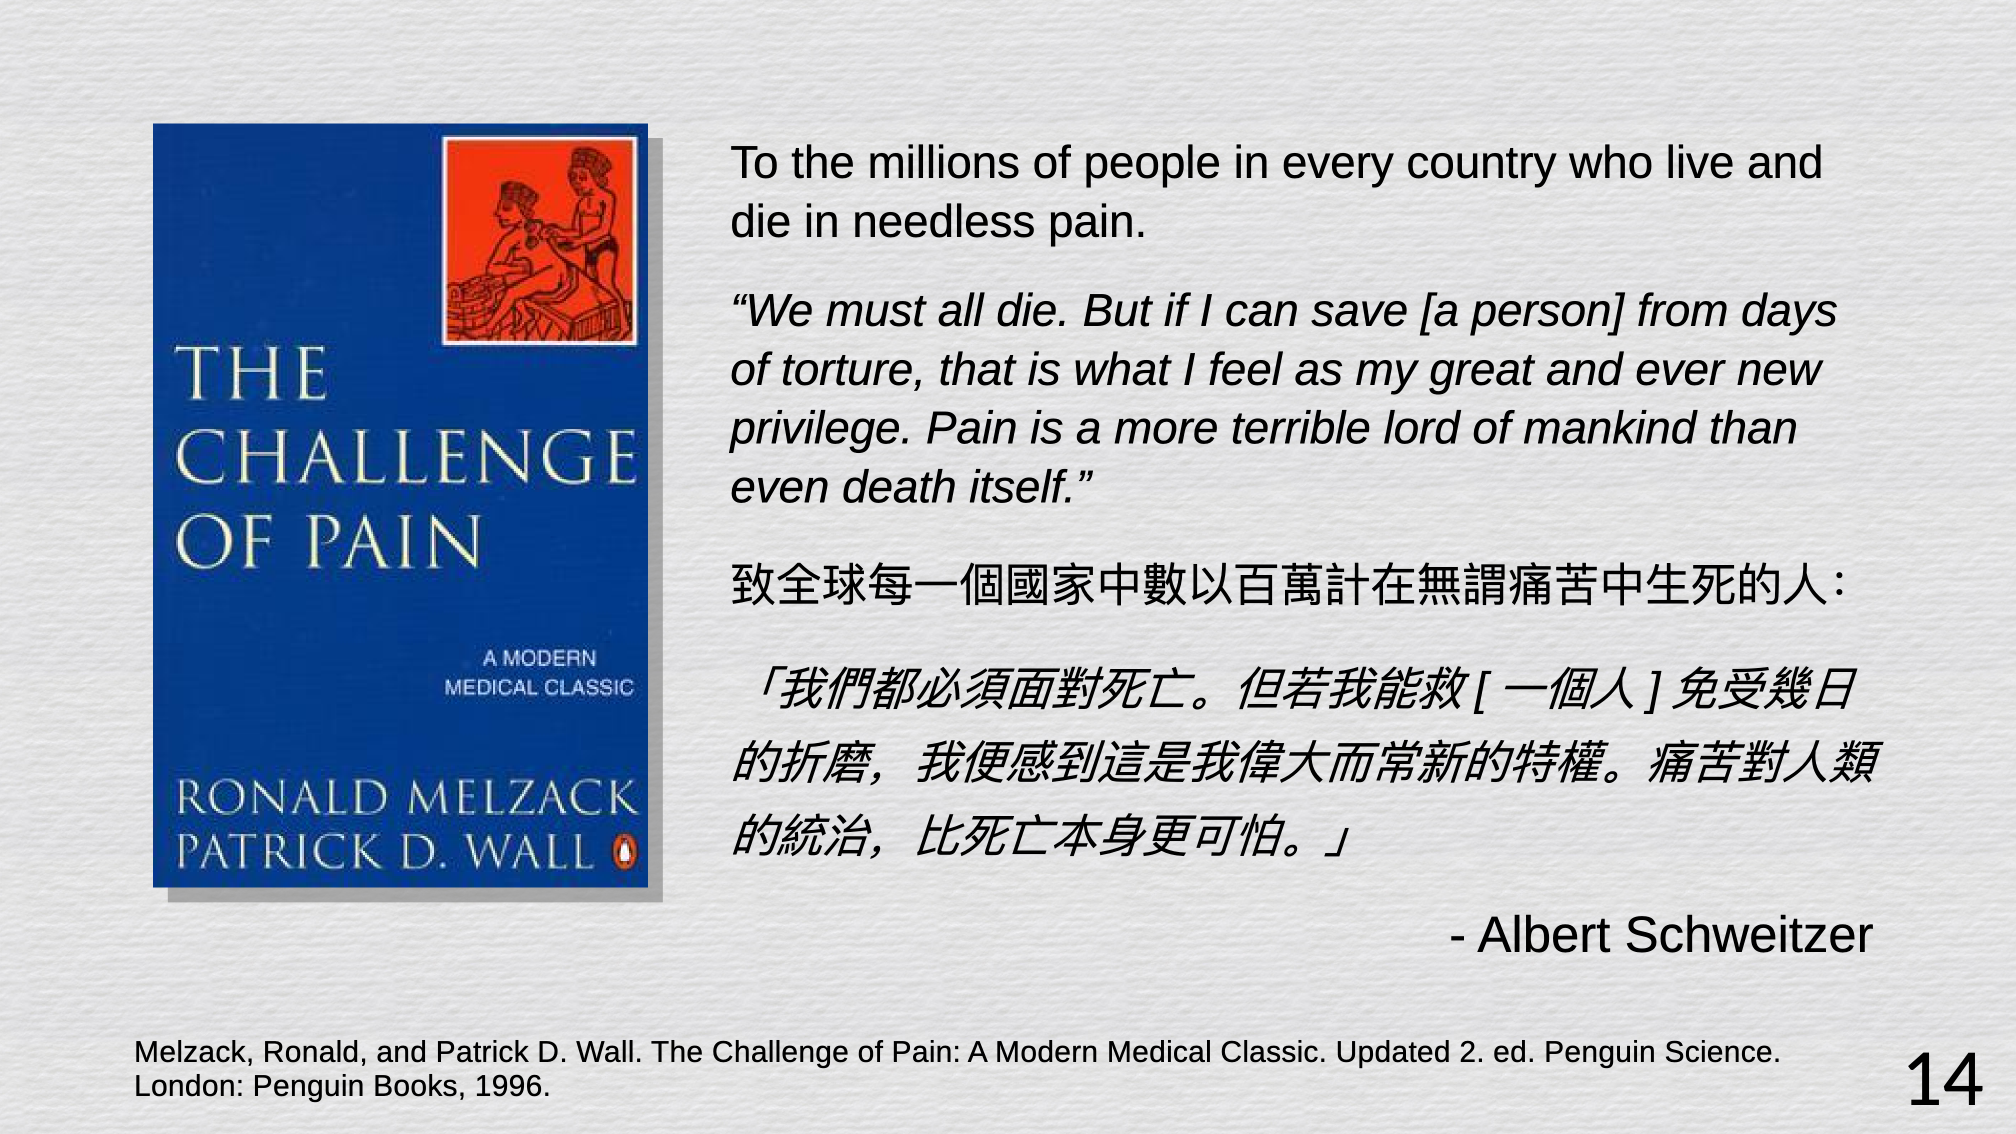 THE
CHALLENGE
OF PAIN
A MODERN
MEDICAL CLASSIC
RONALD MELZACK
PATRICK D. WALL
To the millions of people in every country who live and
die in needless pain.
“We must all die. But if I can save [a person] from days
of torture, that is what I feel as my great and ever new
privilege. Pain is a more terrible lord of mankind than
even death itself.”
致全球每一個國家中數以百萬計在無謂痛苦中生死的人：
「我們都必須面對死亡。但若我能救 [ 一個人 ] 免受幾日
的折磨，我便感到這是我偉大而常新的特權。痛苦對人類
的統治，比死亡本身更可怕。」
- Albert Schweitzer
Melzack, Ronald, and Patrick D. Wall. The Challenge of Pain: A Modern Medical Classic. Updated 2. ed. Penguin Science.
London: Penguin Books, 1996.
14